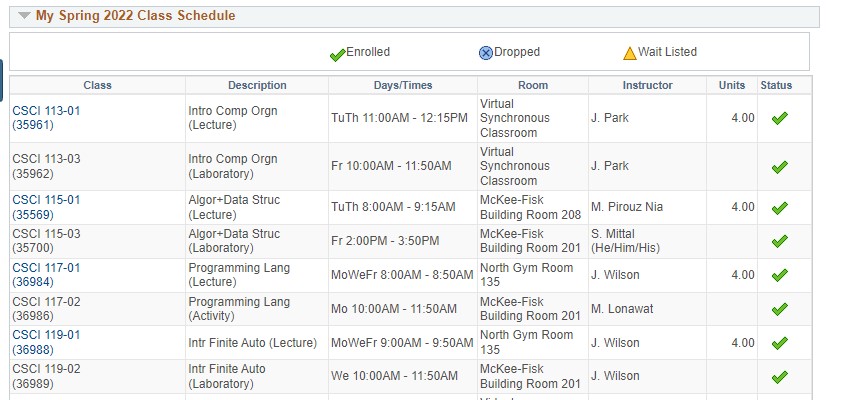 My Spring 2022 Class Schedule
Enrolled Dropped Wait Listed
Class Description Days/Times Room Instructor Units Status
CSCI 113-01
(35961)
Intro Comp Orgn
(Lecture)
TuTh 11:00AM - 12:15PM
Virtual
Synchronous
Classroom
J. Park
4.00
CSCI 113-03
(35962)
Intro Comp Orgn
(Laboratory)
Fr 10:00AM - 11:50AM
Virtual
Synchronous
Classroom
J. Park
CSCI 115-01
(35569)
Algor+Data Struc
(Lecture)
TuTh 8:00AM - 9:15AM
McKee-Fisk
Building Room 208
M. Pirouz Nia
4.00
CSCI 115-03
(35700)
Algor+Data Struc
(Laboratory)
Fr 2:00PM - 3:50PM
McKee-Fisk
Building Room 201
S. Mittal
(He/Him/His)
CSCI 117-01
(36984)
Programming Lang
(Lecture)
MoWeFr 8:00AM - 8:50AM
North Gym Room
135
J. Wilson
4.00
CSCI 117-02
(36986)
Programming Lang
(Activity)
Mo 10:00AM - 11:50AM
McKee-Fisk
Building Room 201
M. Lonawat
CSCI 119-01
(36988)
Intr Finite Auto (Lecture)
MoWeFr 9:00AM - 9:50AM
North Gym Room
135
J. Wilson
4.00
CSCI 119-02
(36989)
Intr Finite Auto
(Laboratory)
We 10:00AM - 11:50AM
McKee-Fisk
Building Room 201
J. Wilson